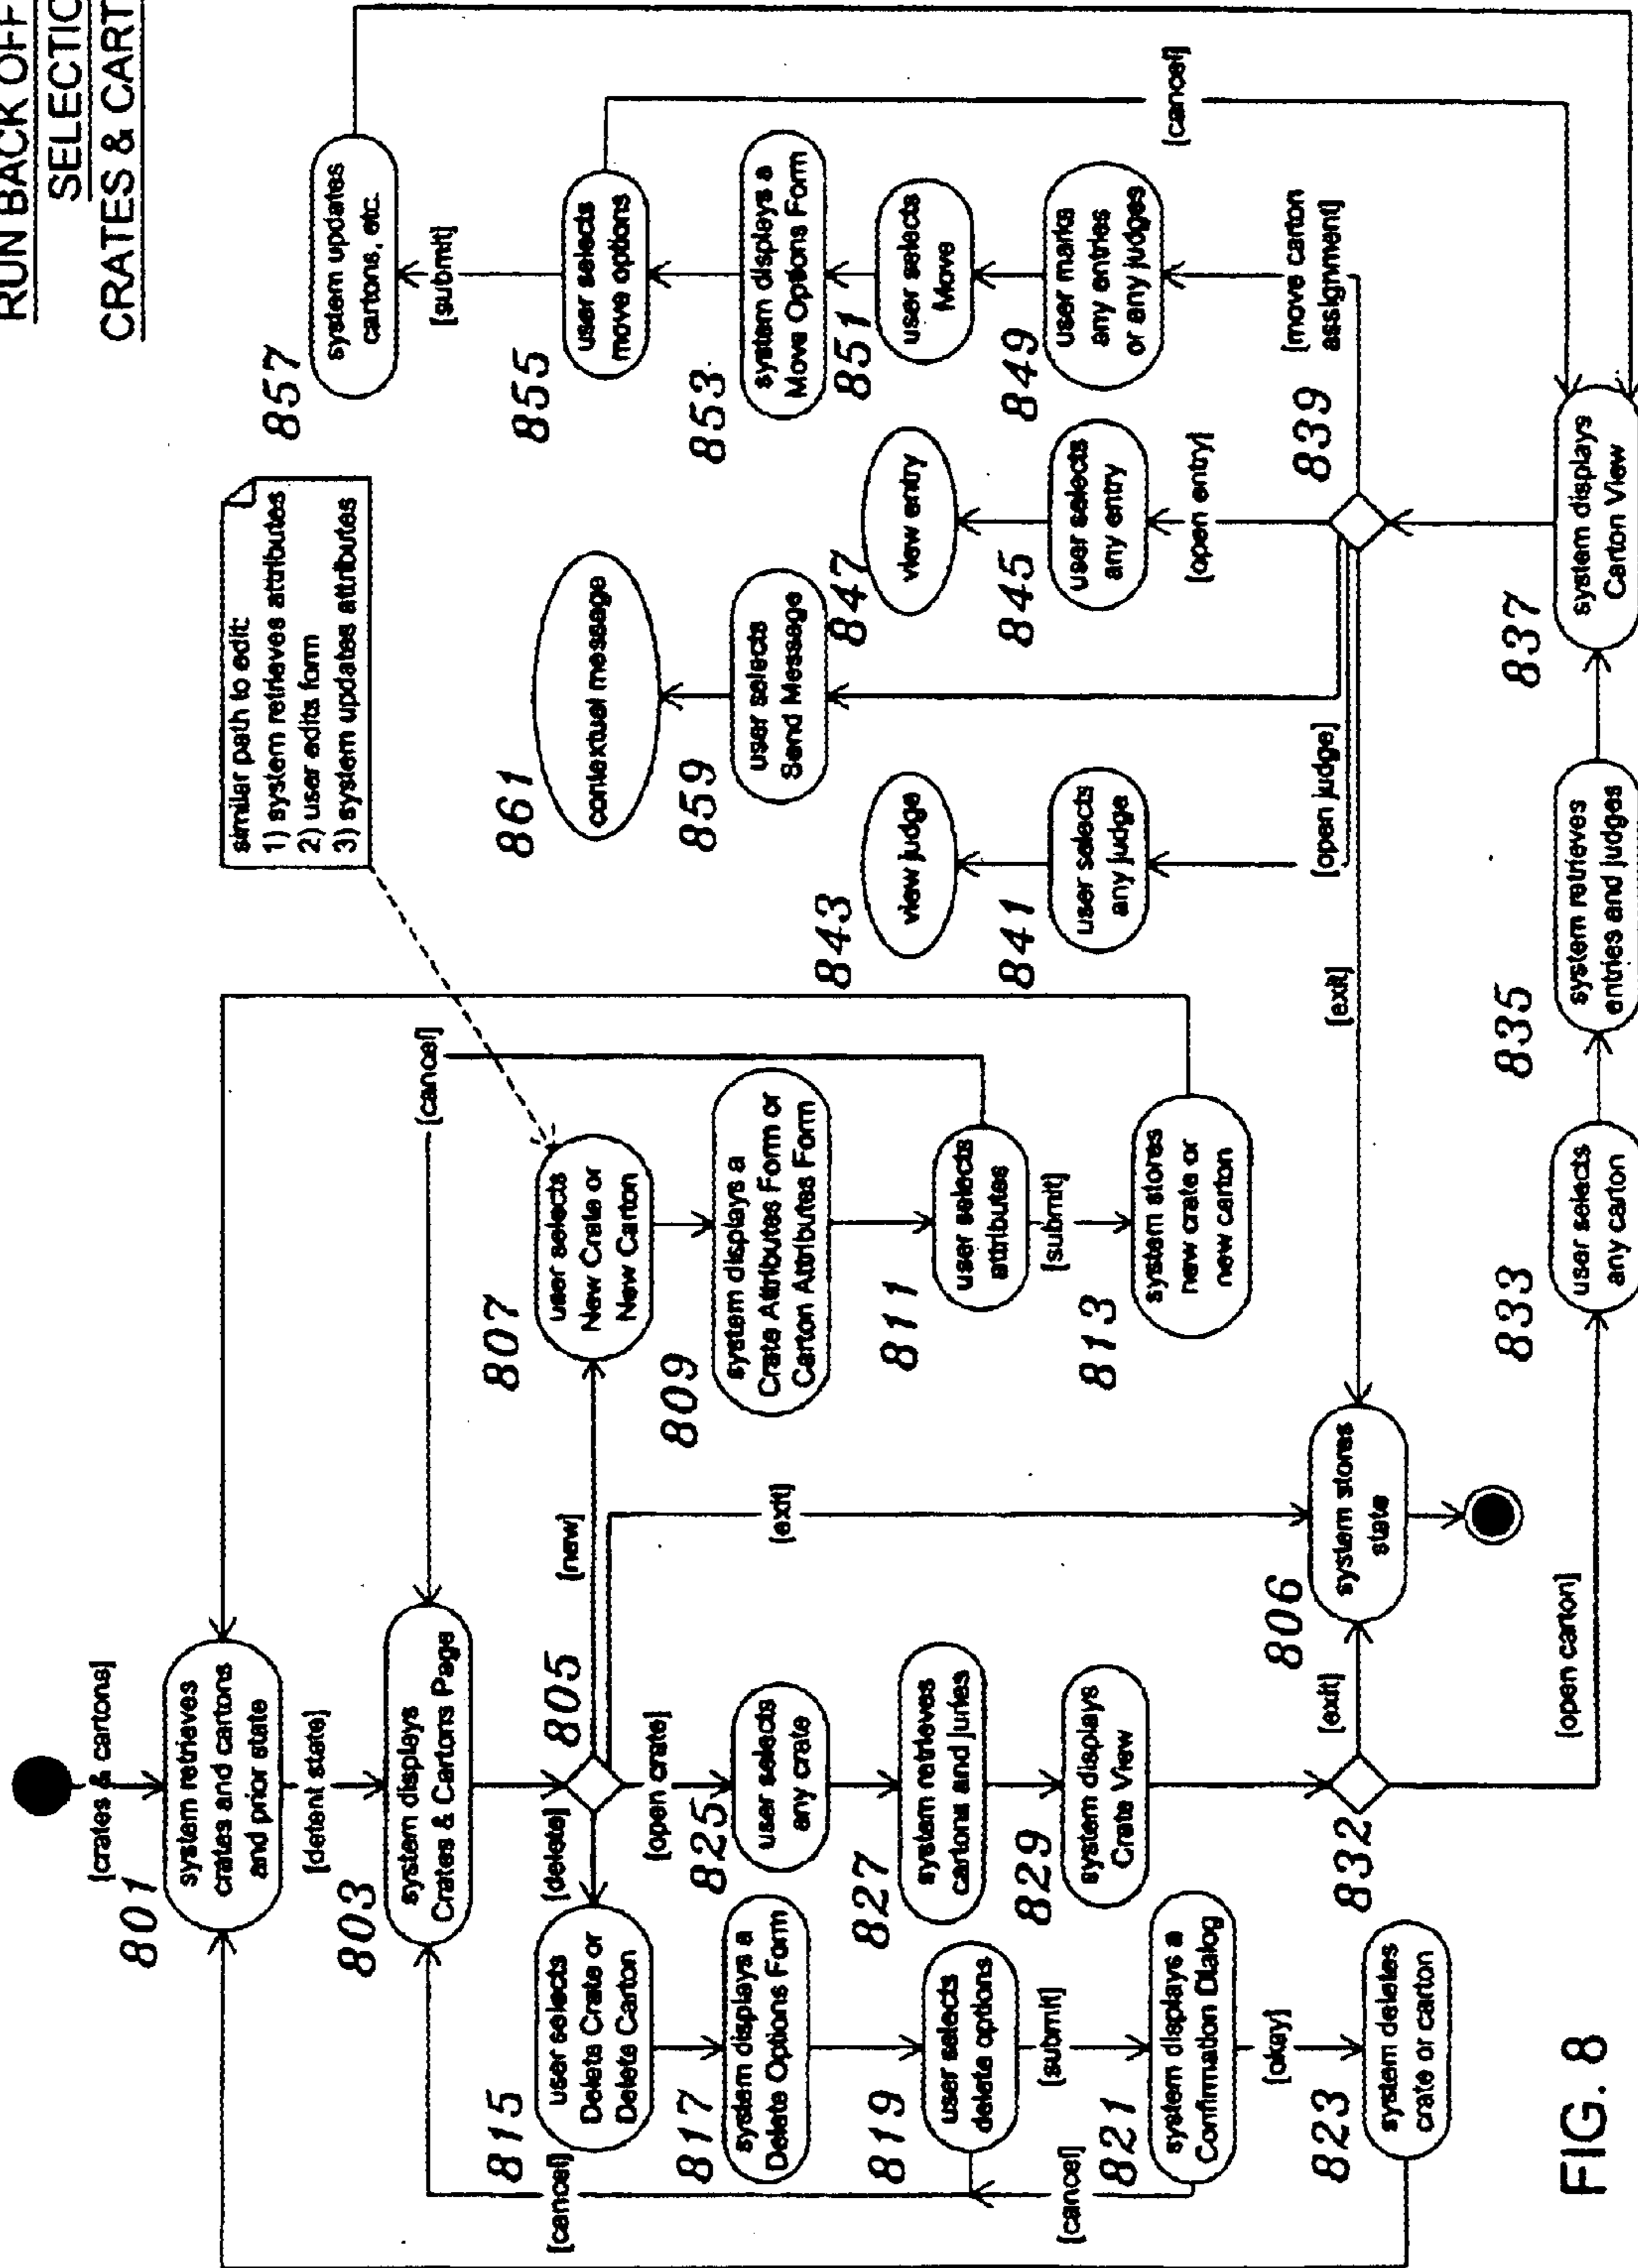 RUN BACK OFF
SELECTIO
CRATES & CART
[crates & cartons]
801
system retrieves
crates and cartons
and prior state
[detent state]
803
system displays
Crates & Cartons Page
805
[delete]
[open crate]
[new]
[exit]
815
user selects
Delete Crate or
Delete Carton
817
system displays a
Delete Options Form
819
user selects
delete options
[submit]
[cancel]
821
system displays a
Confirmation Dialog
[cancel]
[okay]
823
system deletes
crate or carton
825
user selects
any crate
827
system retrieves
cartons and juries
829
system displays
Crate View
832
[exit]
[open carton]
806
system stores
state
807
user selects
New Crate or
New Carton
809
system displays a
Crate Attributes Form or
Carton Attributes Form
811
user selects
attributes
[cancel]
[submit]
813
system stores
new crate or
new carton
similar path to edit:
1) system retrieves attributes
2) user edits form
3) system updates attributes
833
user selects
any carton
835
system retrieves
entries and judges
837
system displays
Carton View
839
[exit]
[open judge]
[open entry]
[move carton
assignment]
841
user selects
any judge
843
view judge
859
user selects
Send Message
861
contextual message
845
user selects
any entry
847
view entry
849
user marks
any entries
or any judges
851
user selects
Move
853
system displays a
Move Options Form
855
user selects
move options
[submit]
[cancel]
857
system updates
cartons, etc.
FIG. 8